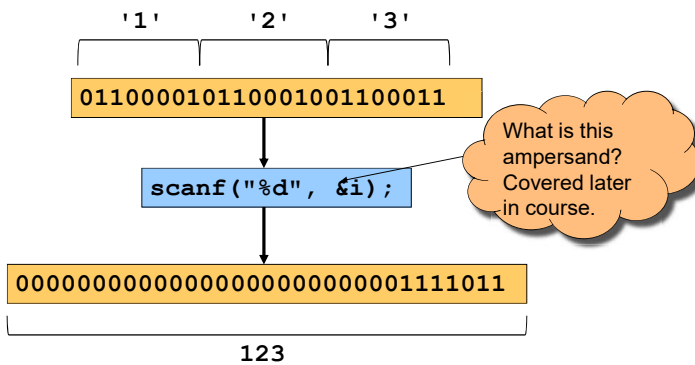 '1' '2' '3'
011000010110001001100011
What is this
ampersand?
Covered later
in course.
scanf("%d", &i);
00000000000000000000000001111011
123